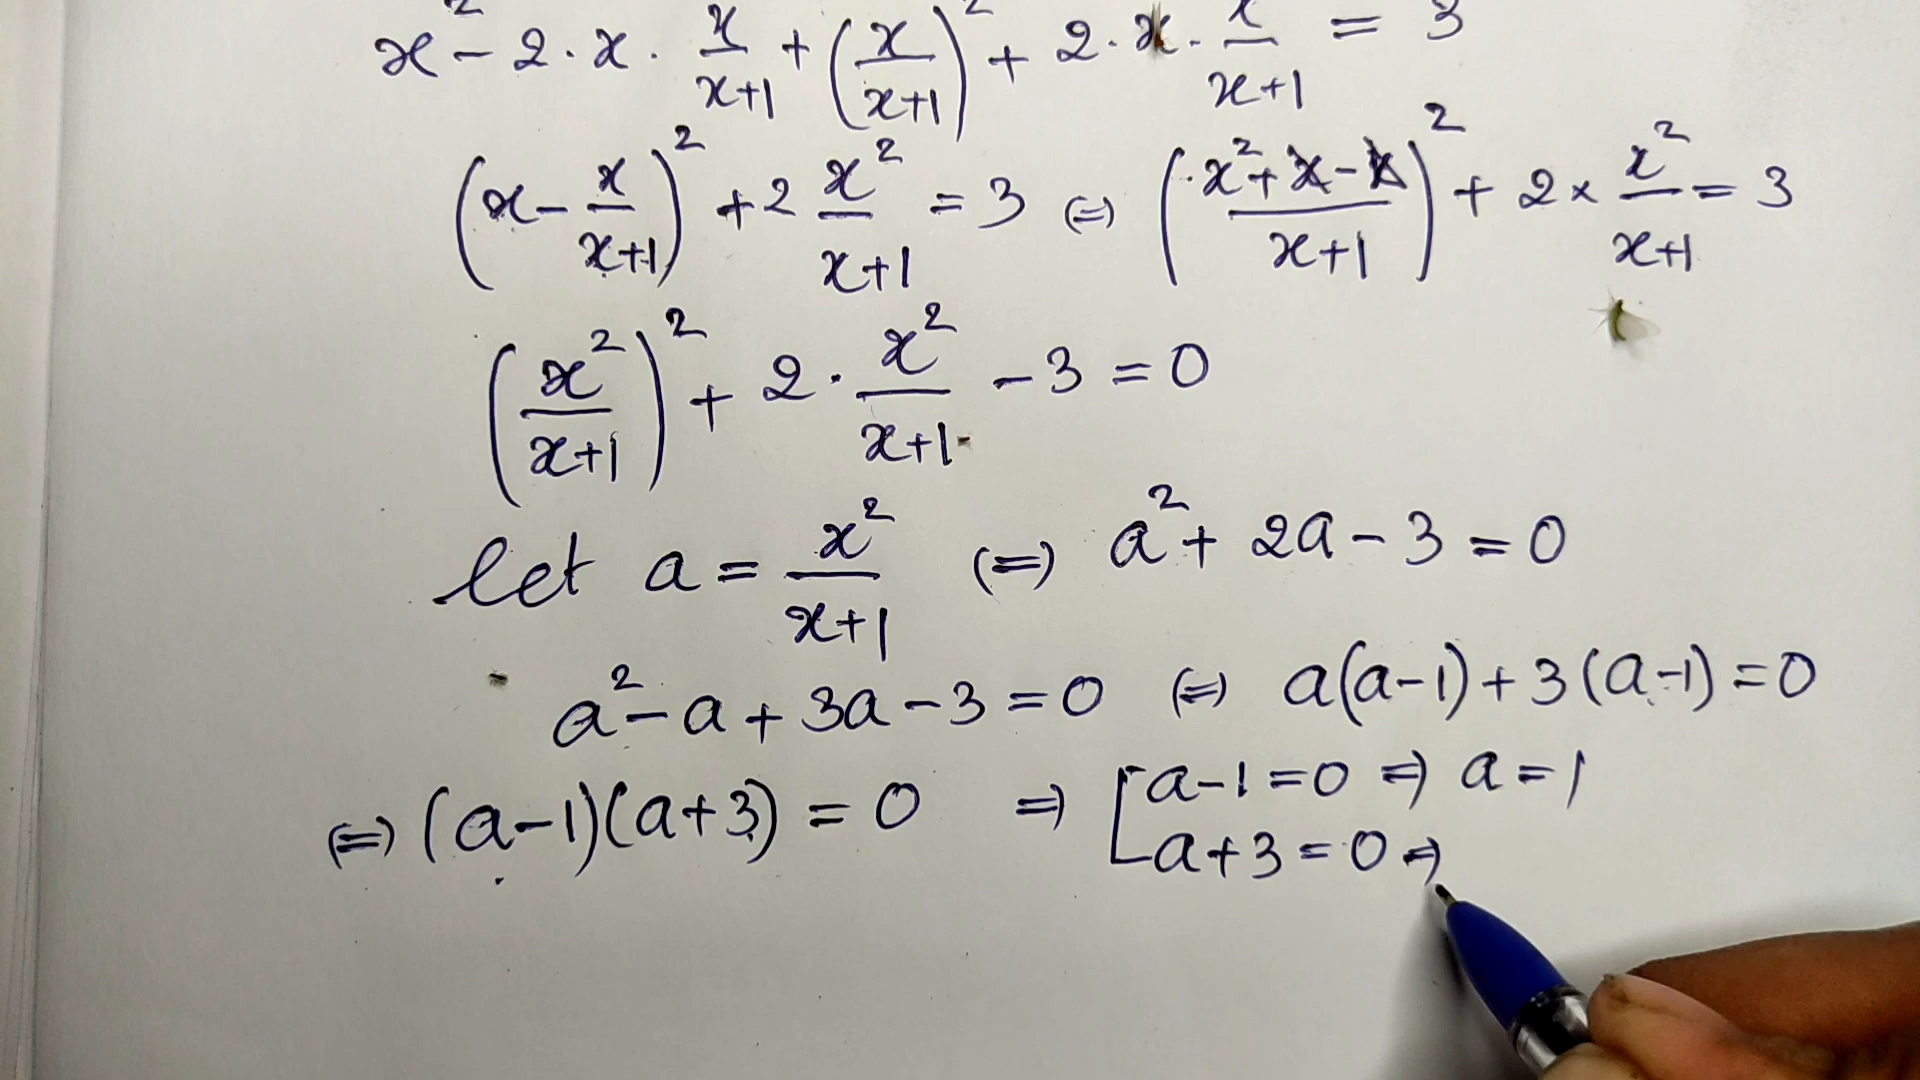 x² - 2 · x · x/(x+1) + (x/(x+1))² + 2 · x · x/(x+1) = 3
(x - x/(x+1))² + 2 x²/(x+1) = 3 (=) ((x² + x - x)/(x+1))² + 2 × x²/(x+1) = 3
(x²/(x+1))² + 2 · x²/(x+1) - 3 = 0
let a = x²/(x+1) (=) a² + 2a - 3 = 0
a² - a + 3a - 3 = 0 (=) a(a-1) + 3(a-1) = 0
(=) (a-1)(a+3) = 0 => [a-1 = 0 => a = 1
a+3 = 0 =>